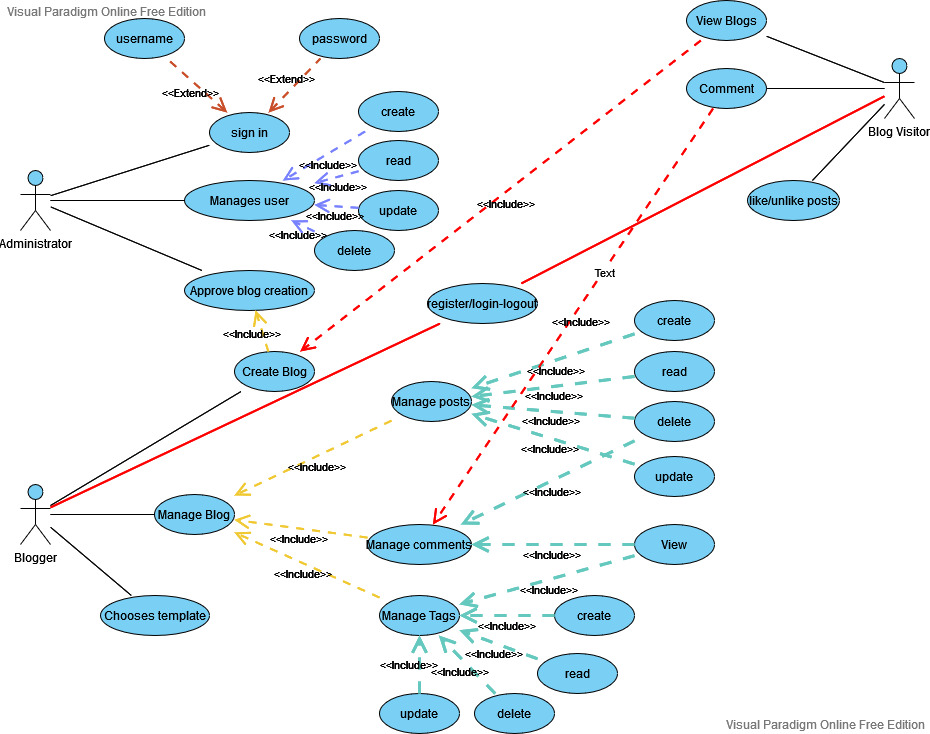 Visual Paradigm Online Free Edition
View Blogs
username
password
<<Extend>>
<<Extend>>
Comment
create
sign in
Blog Visitor
<<Include>>
read
<<Include>>
Manages user
like/unlike posts
<<Include>>
<<Include>>
update
<<Include>>
Administrator
delete
Text
Approve blog creation
register/login-logout
<<Include>>
<<Include>>
create
Create Blog
<<Include>>
read
Manage posts
<<Include>>
<<Include>>
delete
<<Include>>
<<Include>>
update
<<Include>>
Manage Blog
<<Include>>
Manage comments
View
Blogger
<<Include>>
<<Include>>
<<Include>>
Chooses template
Manage Tags
create
<<Include>>
<<Include>>
<<Include>>
<<Include>>
read
update
delete
Visual Paradigm Online Free Edition